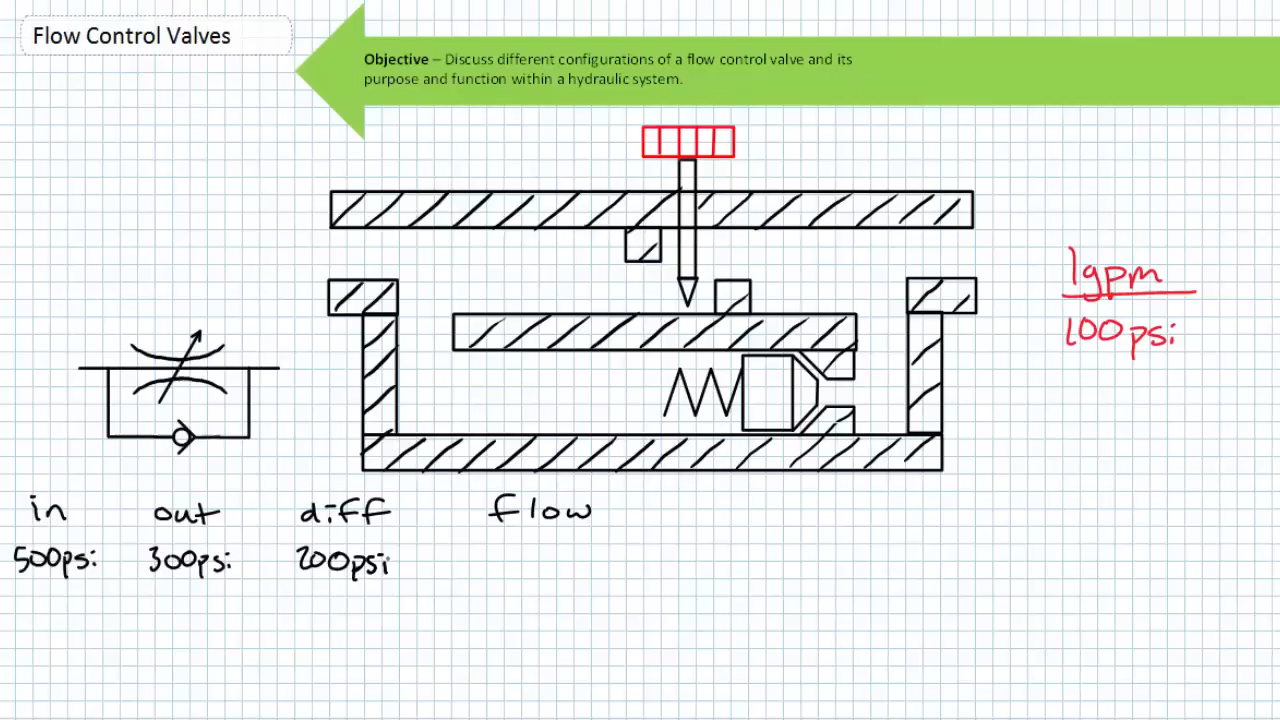 Flow Control Valves
Objective – Discuss different configurations of a flow control valve and its
purpose and function within a hydraulic system.
1gpm
100psi
in out diff flow
500psi 300psi 200psi